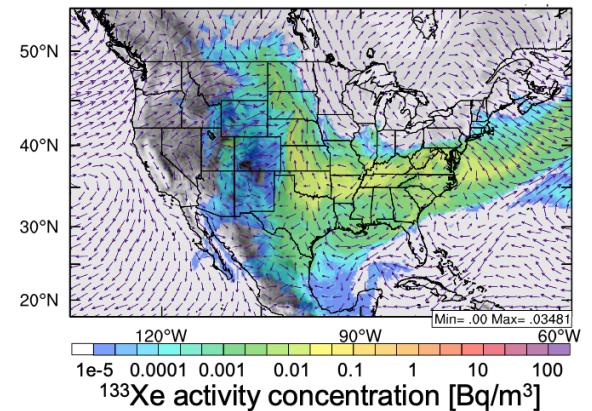 50°N
40°N
30°N
20°N
Min= .00 Max= .03481
120°W 90°W 60°W
1e-5 0.0001 0.001 0.01 0.1 1 10 100
¹³³Xe activity concentration [Bq/m³]